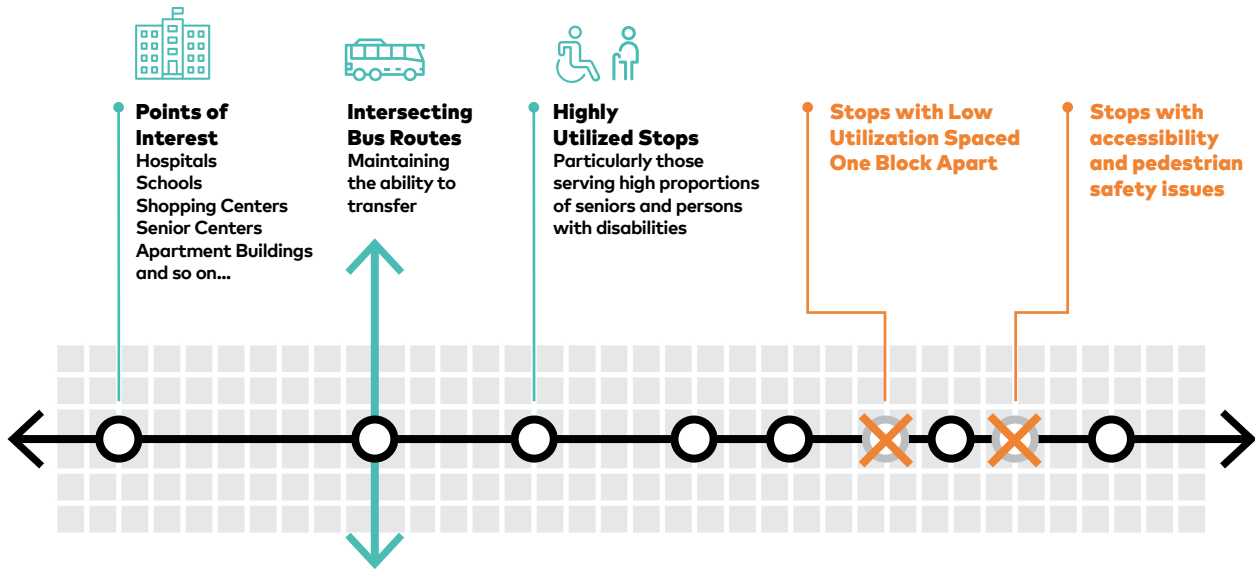 Points of
Interest
Hospitals
Schools
Shopping Centers
Senior Centers
Apartment Buildings
and so on...
Intersecting
Bus Routes
Maintaining
the ability to
transfer
Highly
Utilized Stops
Particularly those
serving high proportions
of seniors and persons
with disabilities
Stops with Low
Utilization Spaced
One Block Apart
Stops with
accessibility
and pedestrian
safety issues